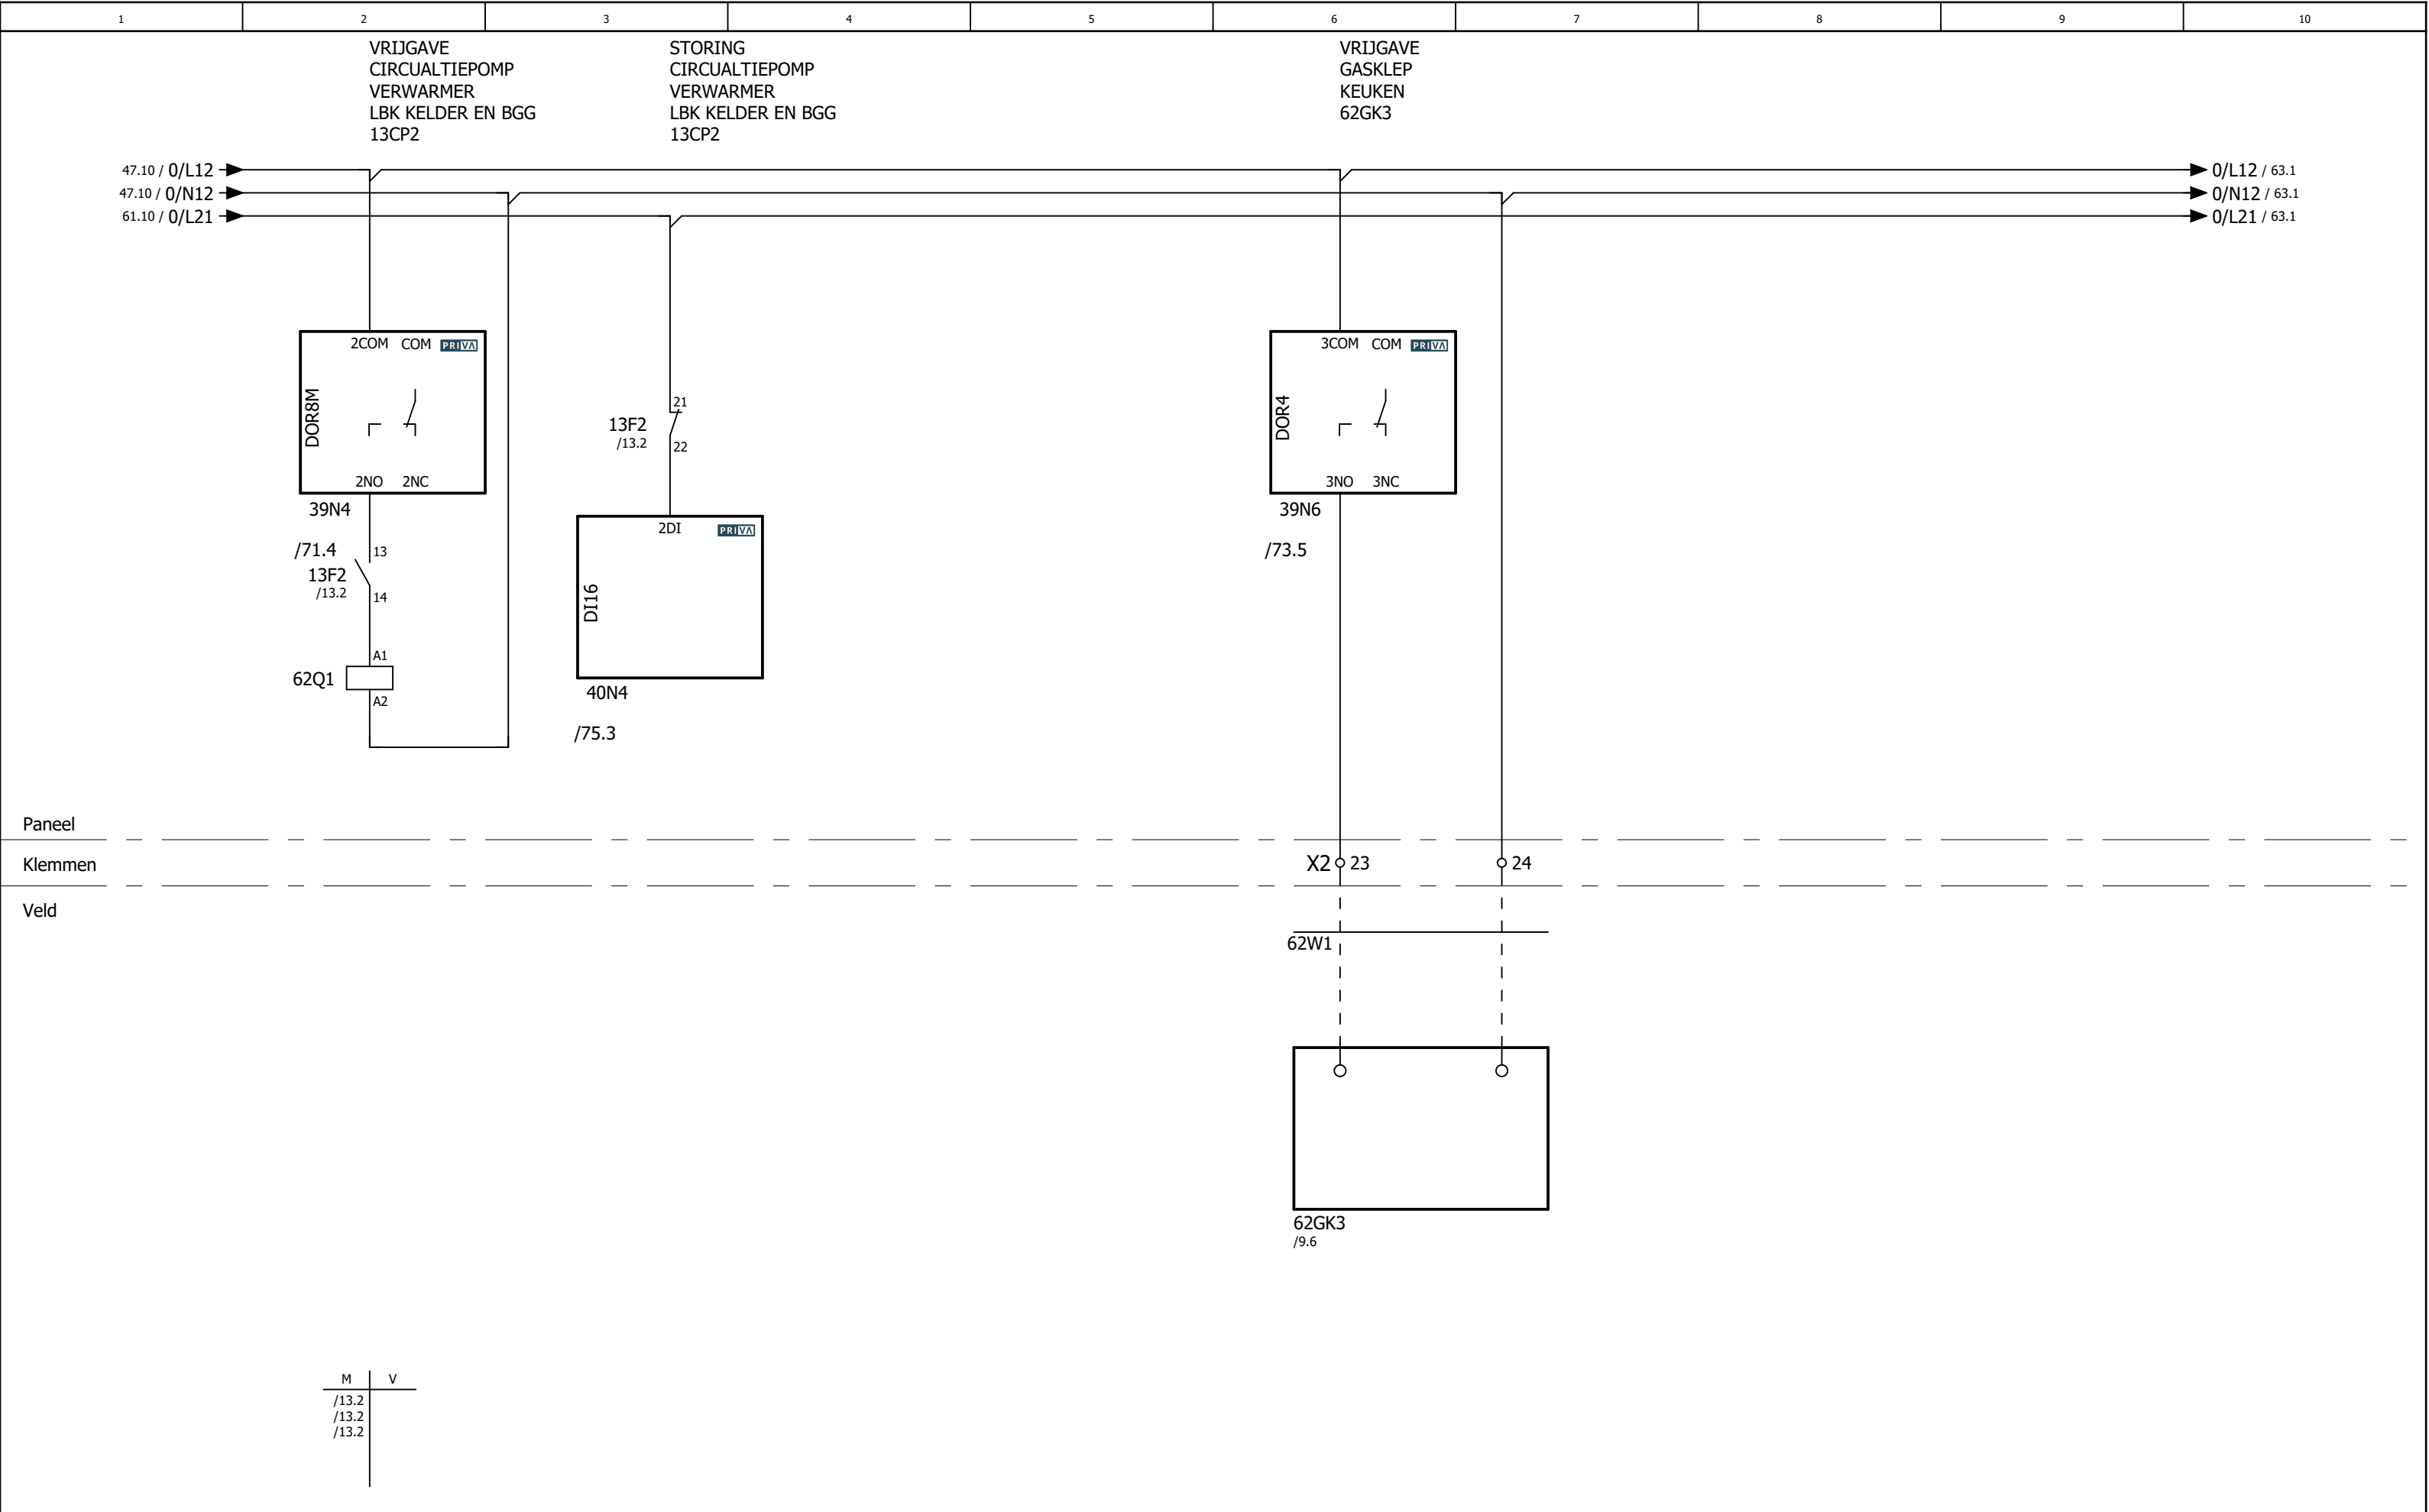 1 2 3 4 5 6 7 8 9 10
VRIJGAVE
CIRCUALTIEPOMP
VERWARMER
LBK KELDER EN BGG
13CP2
STORING
CIRCUALTIEPOMP
VERWARMER
LBK KELDER EN BGG
13CP2
VRIJGAVE
GASKLEP
KEUKEN
62GK3
47.10 / 0/L12
47.10 / 0/N12
61.10 / 0/L21
0/L12 / 63.1
0/N12 / 63.1
0/L21 / 63.1
2COM COM PRIVA
DOR8M
2NO 2NC
39N4
/71.4
13
13F2
/13.2
14
A1
62Q1
A2
21
13F2
/13.2
22
2DI PRIVA
DI16
40N4
/75.3
3COM COM PRIVA
DOR4
3NO 3NC
39N6
/73.5
Paneel
Klemmen
X2 23 24
Veld
62W1
62GK3
/9.6
M V
/13.2
/13.2
/13.2